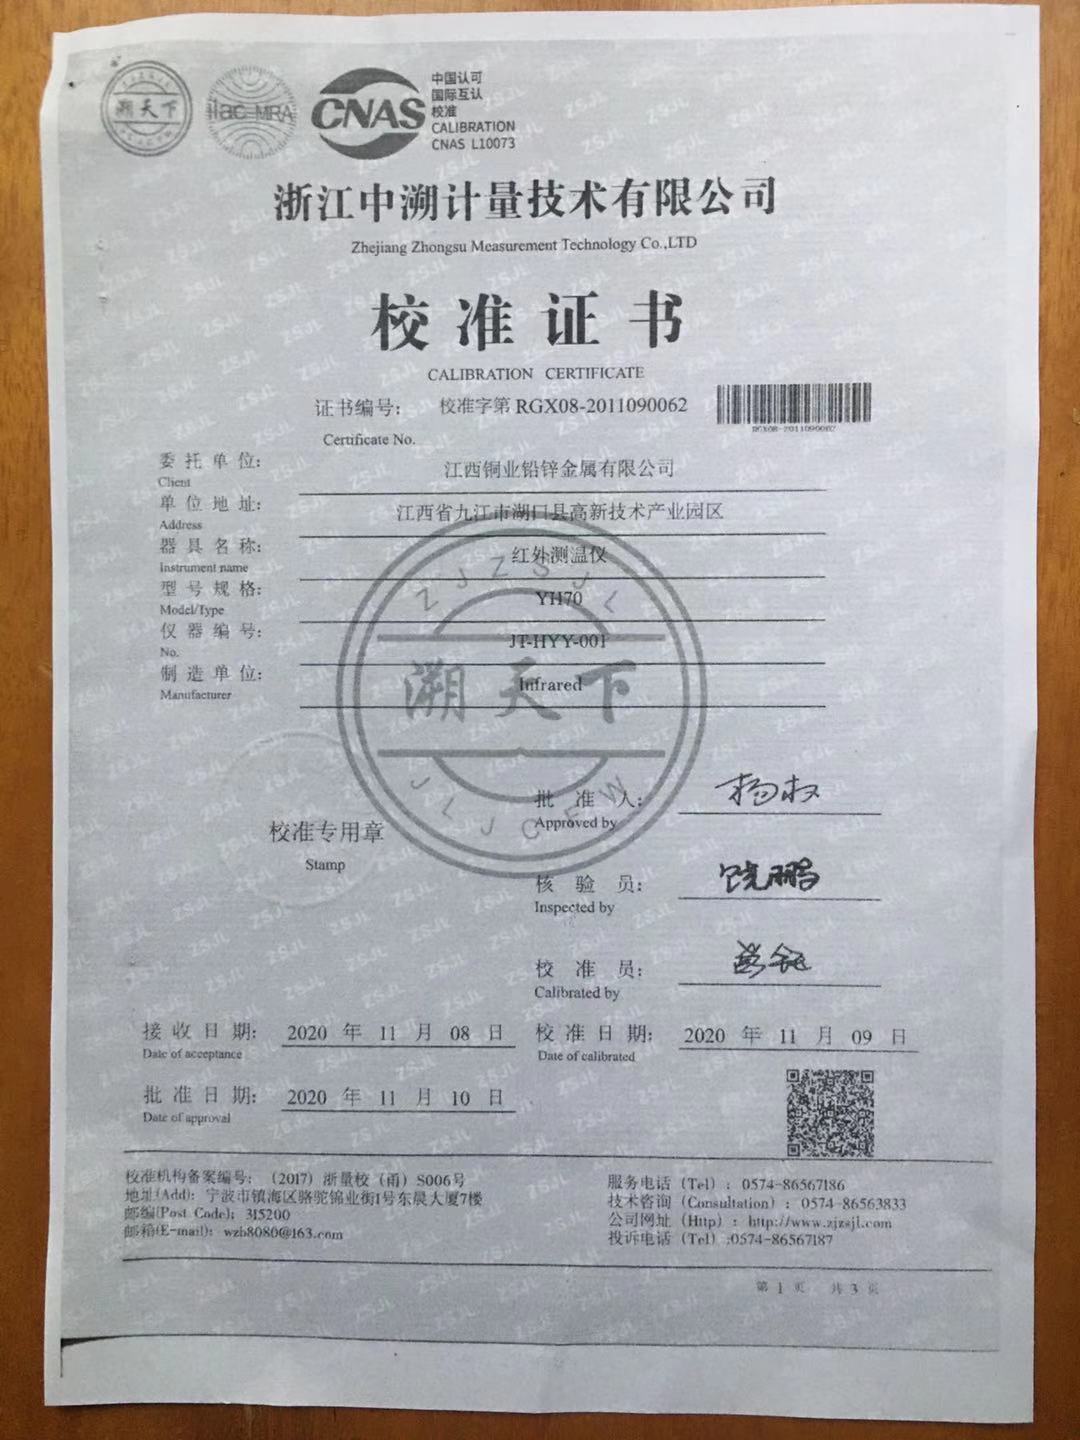 溯天下
ilac-MRA
CNAS
中国认可
国际互认
校准
CALIBRATION
CNAS L10073
浙江中溯计量技术有限公司
Zhejiang Zhongsu Measurement Technology Co.,LTD
校准证书
CALIBRATION CERTIFICATE
证书编号: 校准字第 RGX08-2011090062
Certificate No.
RGX08-2011090062
委托单位: 江西铜业铅锌金属有限公司
Client
单位地址: 江西省九江市湖口县高新技术产业园区
Address
器具名称: 红外测温仪
Instrument name
型号规格: YH70
Model/Type
仪器编号: JT-HYY-001
No.
制造单位: Infrared
Manufacturer
ZJZSJL
溯天下
JLJCFW
批准人: 杨权
Approved by
校准专用章
Stamp
核验员: 饶鹏
Inspected by
校准员:
Calibrated by
接收日期: 2020 年 11 月 08 日 校准日期: 2020 年 11 月 09 日
Date of acceptance Date of calibrated
批准日期: 2020 年 11 月 10 日
Date of approval
校准机构备案编号: (2017) 浙量校 (甬) S006号
地址(Add): 宁波市镇海区骆驼锦业街1号东晨大厦7楼
邮编(Post Code): 315200
邮箱(E-mail): wzb8080@163.com
服务电话 (Tel) : 0574-86567186
技术咨询 (Consultation) : 0574-86563833
公司网址 (Http) : http://www.zjzsjl.com
投诉电话 (Tel) :0574-86567187
第 1 页 共 3 页